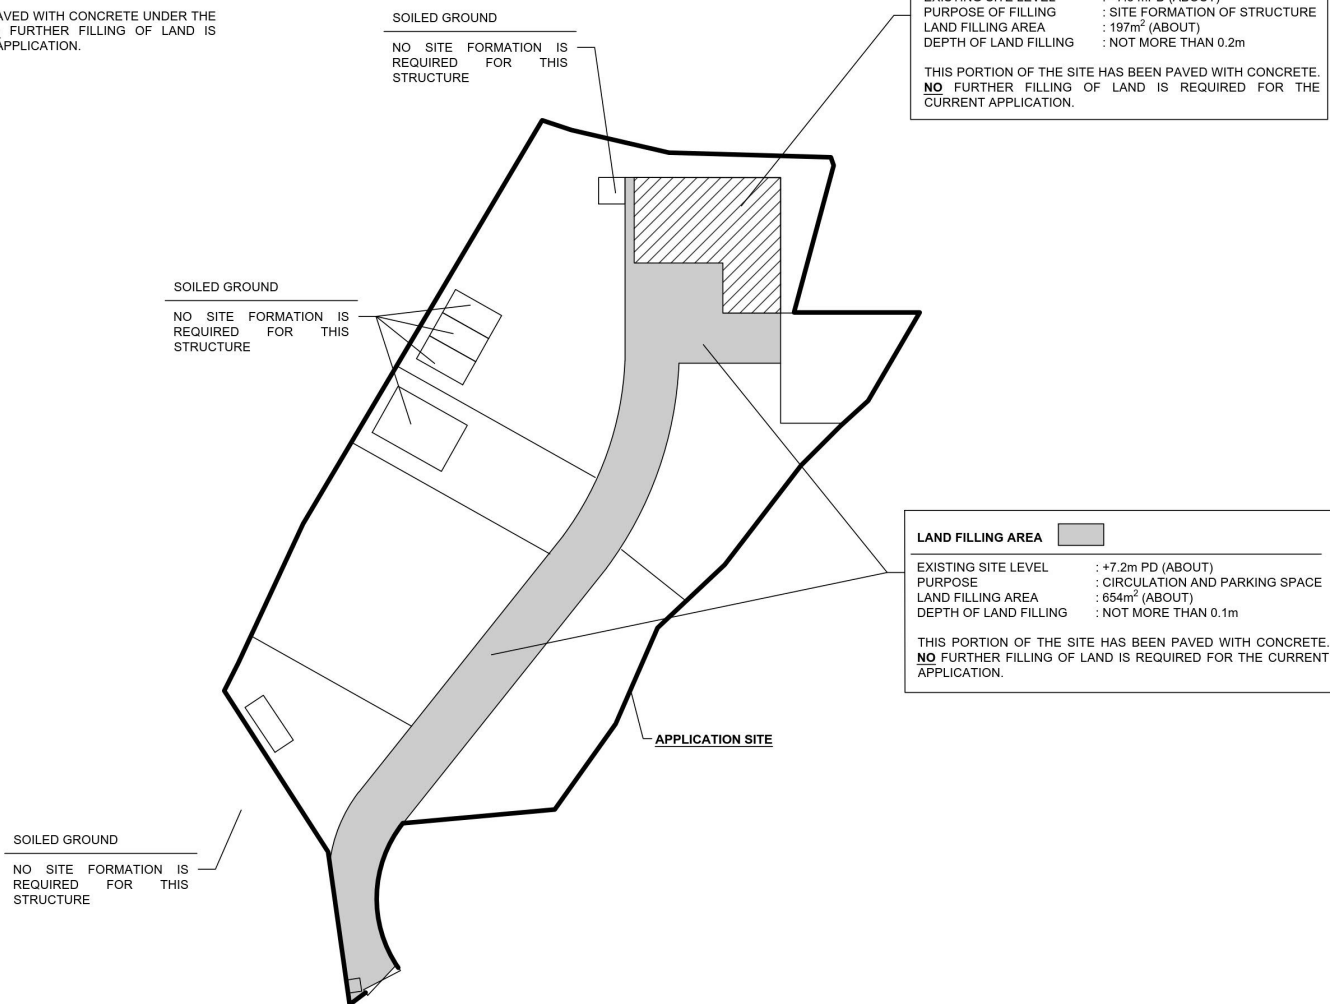 PAVED WITH CONCRETE UNDER THE
FURTHER FILLING OF LAND IS
APPLICATION.
SOILED GROUND
NO SITE FORMATION IS
REQUIRED FOR THIS
STRUCTURE
PURPOSE OF FILLING : SITE FORMATION OF STRUCTURE
LAND FILLING AREA : 197m² (ABOUT)
DEPTH OF LAND FILLING : NOT MORE THAN 0.2m
THIS PORTION OF THE SITE HAS BEEN PAVED WITH CONCRETE.
NO FURTHER FILLING OF LAND IS REQUIRED FOR THE
CURRENT APPLICATION.
SOILED GROUND
NO SITE FORMATION IS
REQUIRED FOR THIS
STRUCTURE
LAND FILLING AREA
EXISTING SITE LEVEL : +7.2m PD (ABOUT)
PURPOSE : CIRCULATION AND PARKING SPACE
LAND FILLING AREA : 654m² (ABOUT)
DEPTH OF LAND FILLING : NOT MORE THAN 0.1m
THIS PORTION OF THE SITE HAS BEEN PAVED WITH CONCRETE.
NO FURTHER FILLING OF LAND IS REQUIRED FOR THE CURRENT
APPLICATION.
APPLICATION SITE
SOILED GROUND
NO SITE FORMATION IS
REQUIRED FOR THIS
STRUCTURE